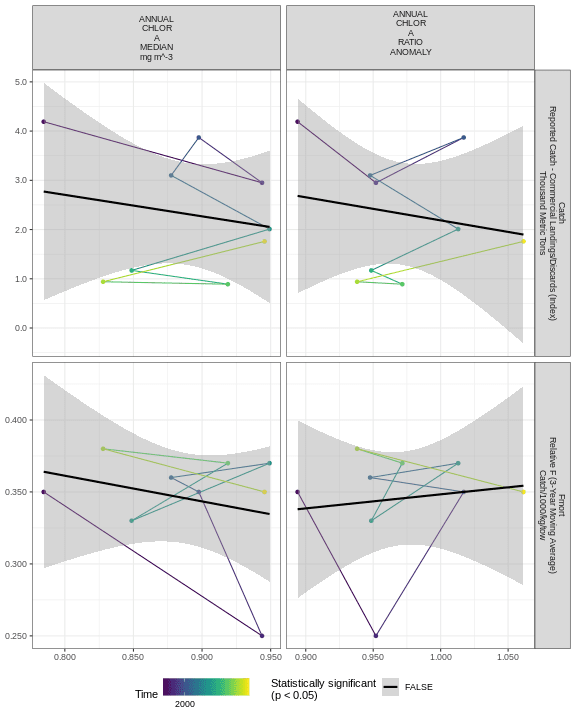 ANNUAL
CHLOR
A
MEDIAN
mg m^-3
ANNUAL
CHLOR
A
RATIO
ANOMALY
5.0
4.0
3.0
2.0
1.0
0.0
Catch
Reported Catch - Commercial Landings/Discards (Index)
Thousand Metric Tons
0.400
0.350
0.300
0.250
Fmort
Relative F (3-Year Moving Average)
Catch/1000/kg/tow
0.800 0.850 0.900 0.950
0.900 0.950 1.000 1.050
Time
2000
Statistically significant
(p < 0.05)
FALSE